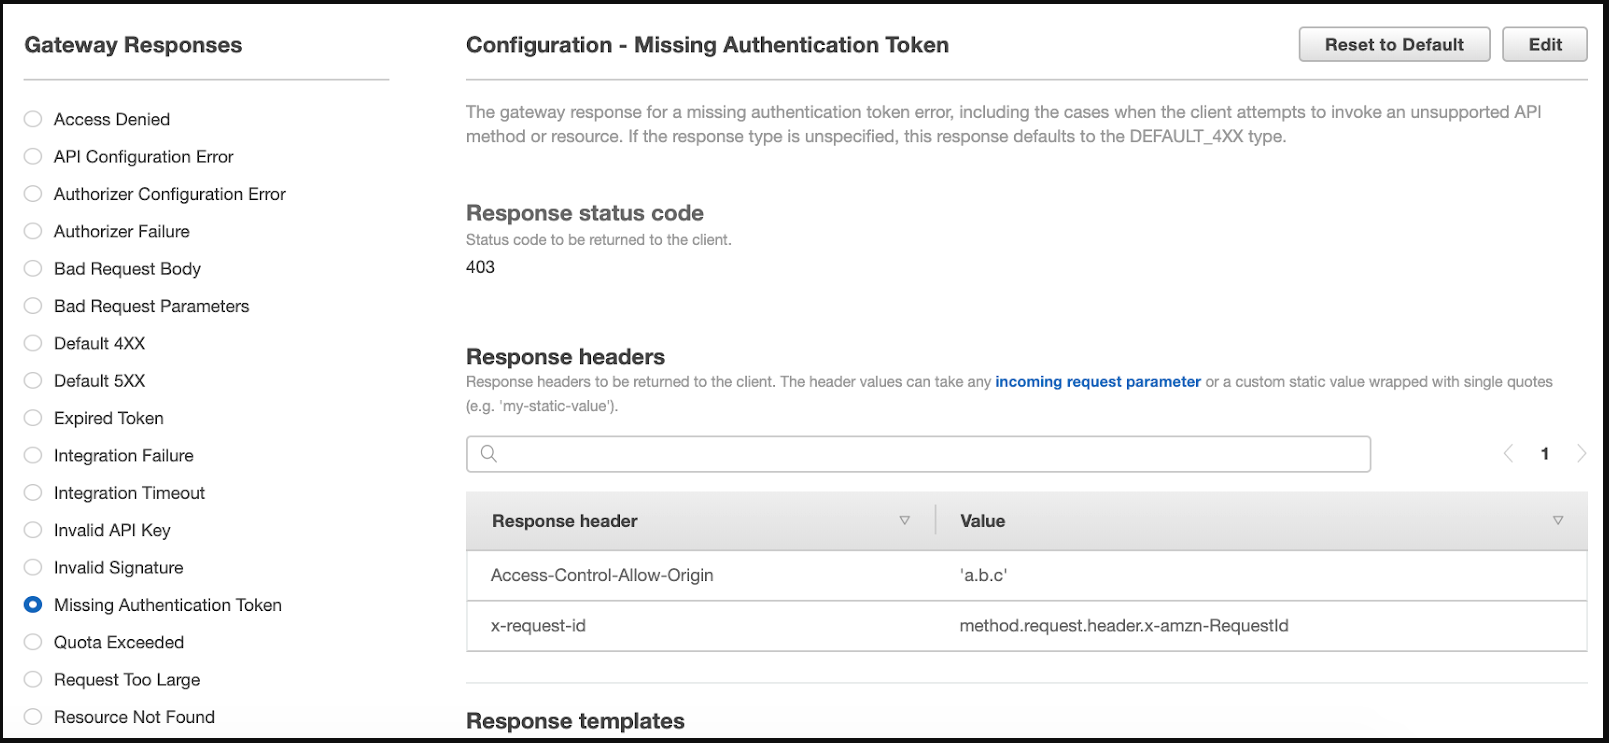 Gateway Responses
Access Denied
API Configuration Error
Authorizer Configuration Error
Authorizer Failure
Bad Request Body
Bad Request Parameters
Default 4XX
Default 5XX
Expired Token
Integration Failure
Integration Timeout
Invalid API Key
Invalid Signature
Missing Authentication Token
Quota Exceeded
Request Too Large
Resource Not Found
Configuration - Missing Authentication Token
Reset to Default
Edit
The gateway response for a missing authentication token error, including the cases when the client attempts to invoke an unsupported API
method or resource. If the response type is unspecified, this response defaults to the DEFAULT_4XX type.
Response status code
Status code to be returned to the client.
403
Response headers
Response headers to be returned to the client. The header values can take any incoming request parameter or a custom static value wrapped with single quotes
(e.g. 'my-static-value').
1
Response header Value
Access-Control-Allow-Origin 'a.b.c'
x-request-id method.request.header.x-amzn-RequestId
Response templates